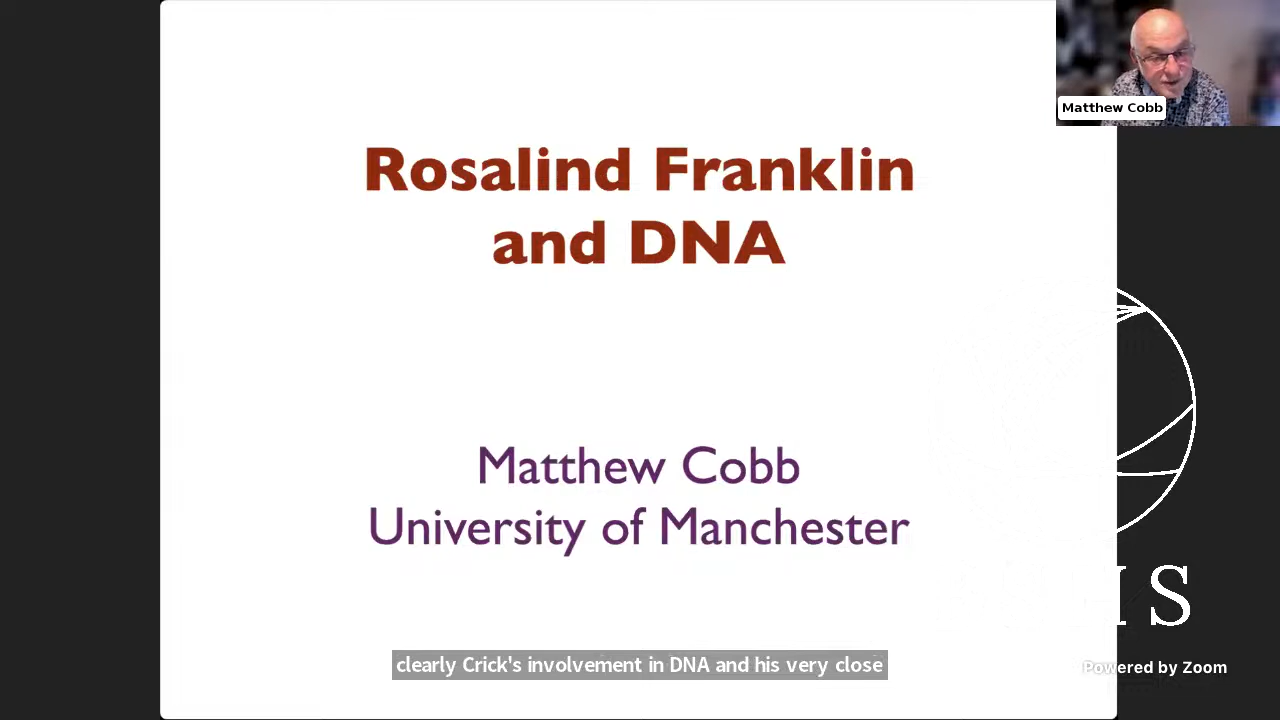 Matthew Cobb
Rosalind Franklin
and DNA
Matthew Cobb
University of Manchester
S
clearly Crick's involvement in DNA and his very close
Powered by Zoom